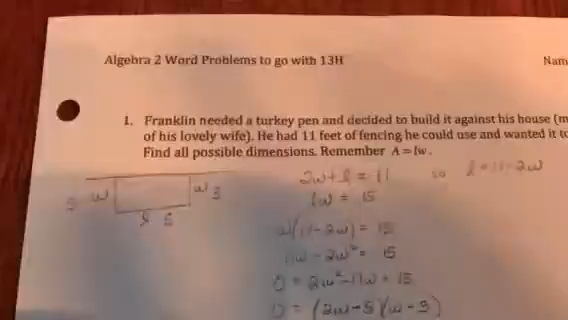 Algebra 2 Word Problems to go with 13H
1. Franklin needed a turkey pen and decided to build it against his house
of his lovely wife). He had 11 feet of fencing he could use and wanted it
Find all possible dimensions. Remember A = lw.
2w + l = 11 so l = 11 - 2w
lw = 15
w w 3
l 5
w(11 - 2w) = 15
11w - 2w² = 15
0 = 2w² - 11w + 15
0 = (2w - 5)(w - 3)